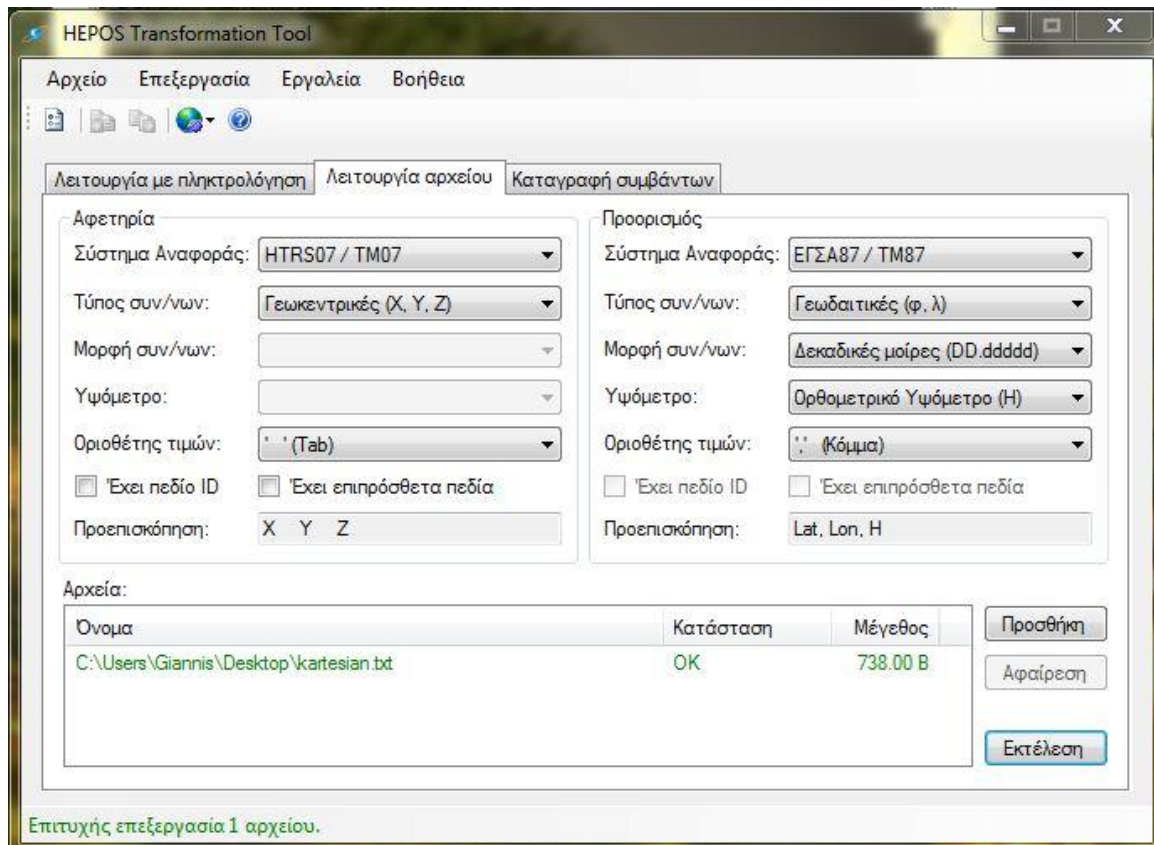 HEPOS Transformation Tool
Αρχείο Επεξεργασία Εργαλεία Βοήθεια
Λειτουργία με πληκτρολόγηση Λειτουργία αρχείου Καταγραφή συμβάντων
Αφετηρία
Σύστημα Αναφοράς: HTRS07 / TM07
Τύπος συν/νων: Γεωκεντρικές (X, Y, Z)
Μορφή συν/νων:
Υψόμετρο:
Οριοθέτης τιμών: ' ' (Tab)
Έχει πεδίο ID Έχει επιπρόσθετα πεδία
Προεπισκόπηση: X Y Z
Προορισμός
Σύστημα Αναφοράς: ΕΓΣΑ87 / TM87
Τύπος συν/νων: Γεωδαιτικές (φ, λ)
Μορφή συν/νων: Δεκαδικές μοίρες (DD.ddddd)
Υψόμετρο: Ορθομετρικό Υψόμετρο (H)
Οριοθέτης τιμών: ',' (Κόμμα)
Έχει πεδίο ID Έχει επιπρόσθετα πεδία
Προεπισκόπηση: Lat, Lon, H
Αρχεία:
Όνομα Κατάσταση Μέγεθος
C:\Users\Giannis\Desktop\kartesian.txt OK 738.00 B
Προσθήκη
Αφαίρεση
Εκτέλεση
Επιτυχής επεξεργασία 1 αρχείου.